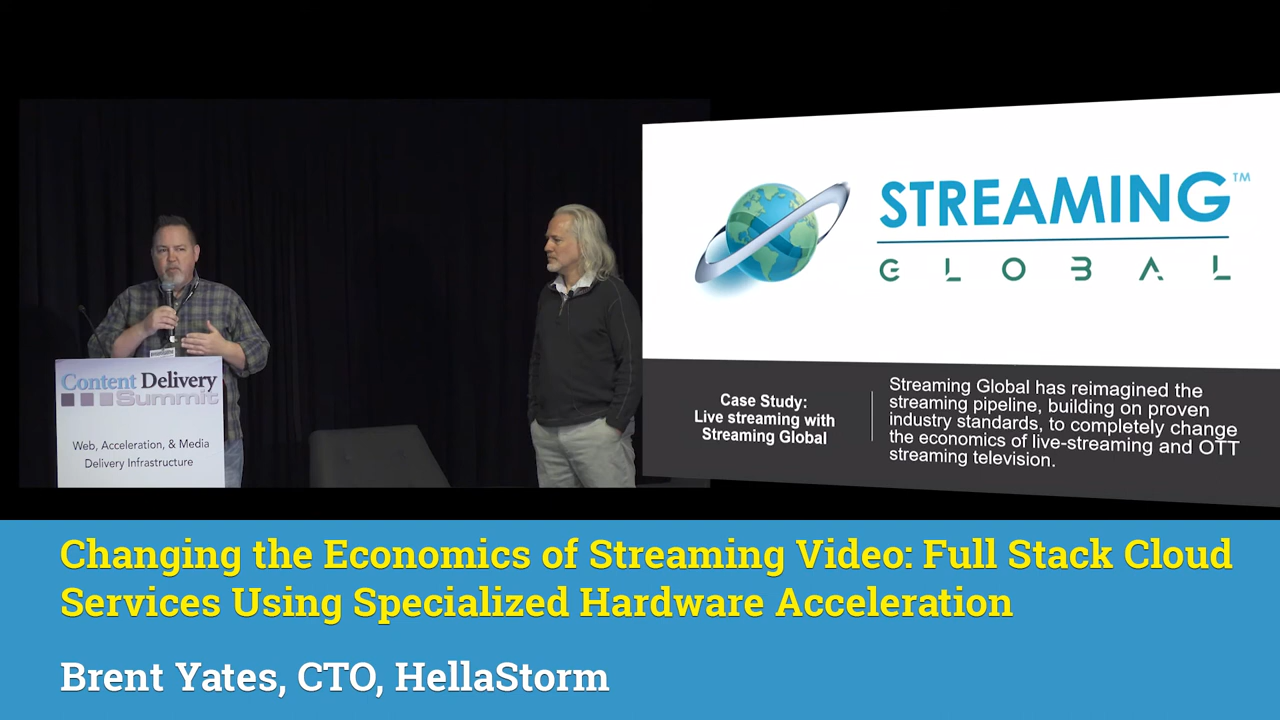 STREAMING™
GLOBAL
Case Study:
Live streaming with
Streaming Global
Streaming Global has reimagined the
streaming pipeline, building on proven
industry standards, to completely change
the economics of live-streaming and OTT
streaming television.
Content Delivery
Summit
Web, Acceleration, & Media
Delivery Infrastructure
Changing the Economics of Streaming Video: Full Stack Cloud
Services Using Specialized Hardware Acceleration
Brent Yates, CTO, HellaStorm